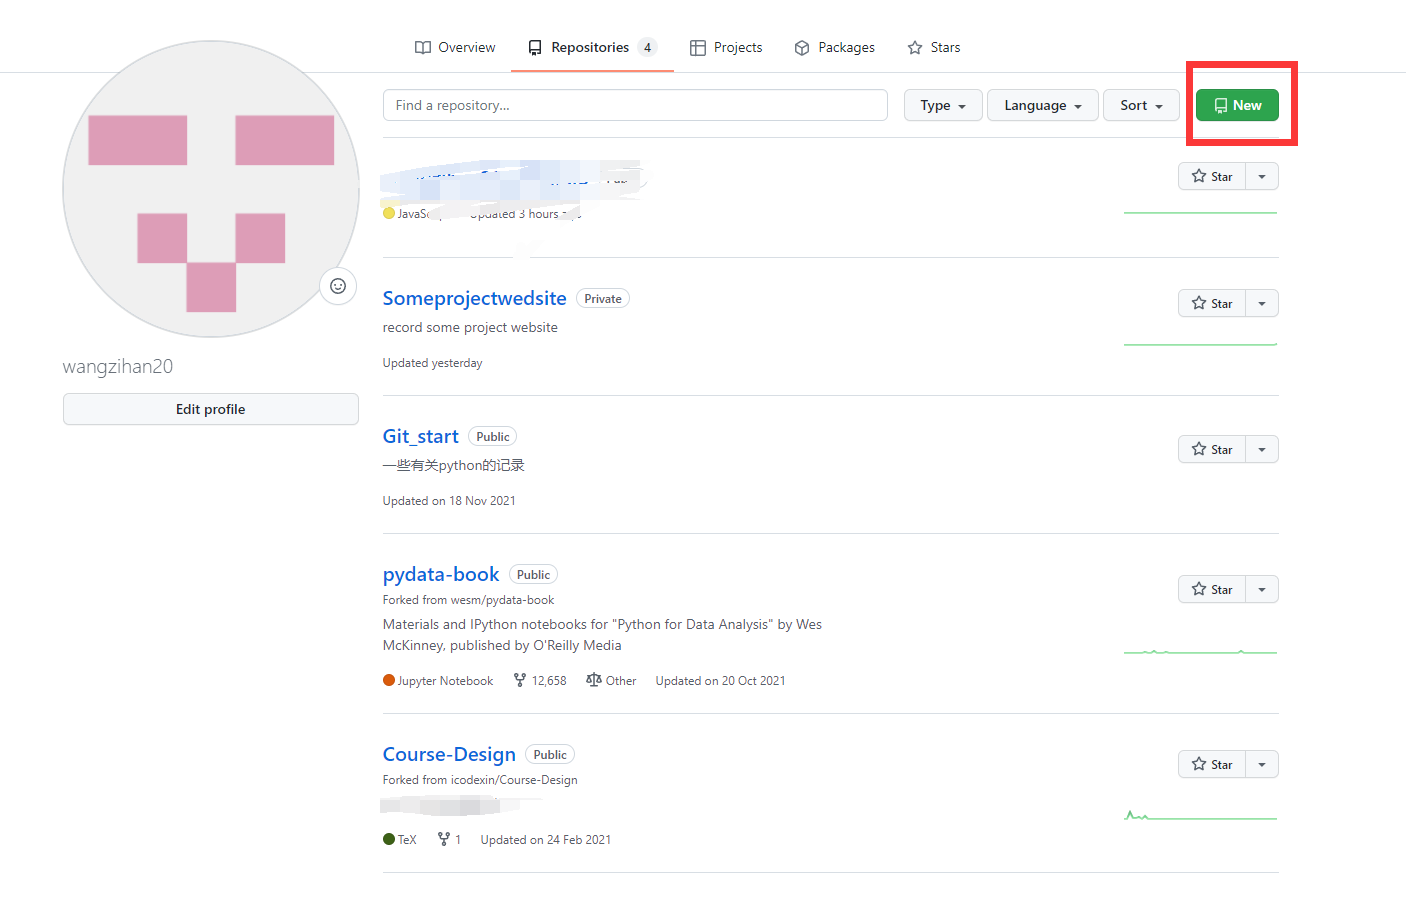 Overview Repositories 4 Projects Packages Stars
Find a repository... Type Language Sort New
Star
Updated 3 hours
Someprojectwedsite Private
Star
record some project website
Updated yesterday
wangzihan20
Edit profile
Git_start Public
Star
一些有关python的记录
Updated on 18 Nov 2021
pydata-book Public
Star
Forked from wesm/pydata-book
Materials and IPython notebooks for "Python for Data Analysis" by Wes
McKinney, published by O'Reilly Media
Jupyter Notebook 12,658 Other Updated on 20 Oct 2021
Course-Design Public
Star
Forked from icodexin/Course-Design
TeX 1 Updated on 24 Feb 2021